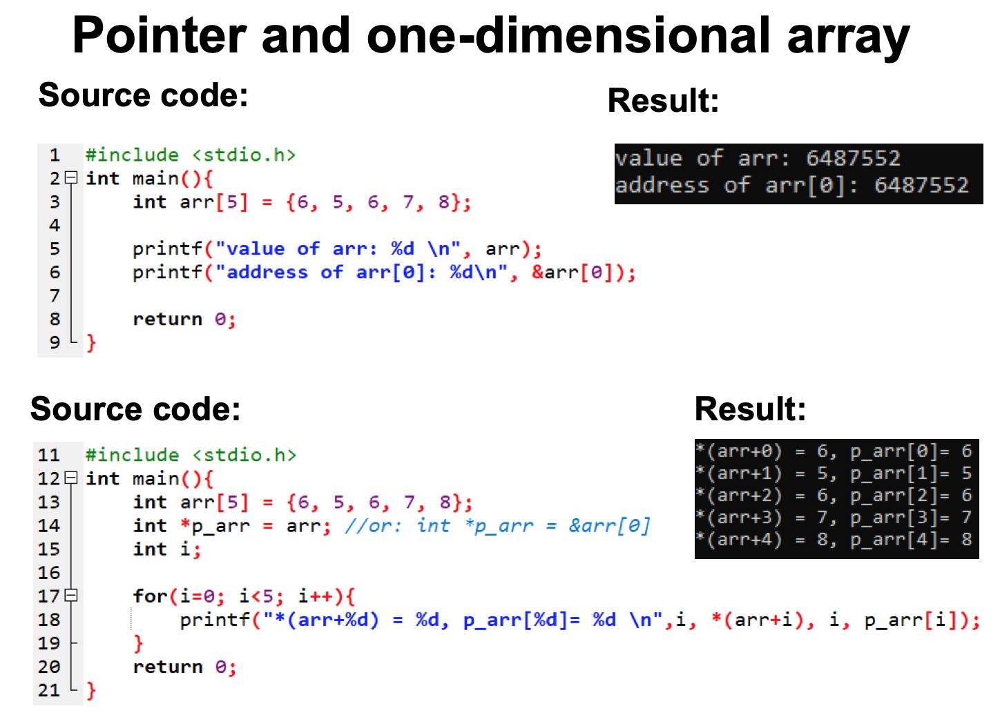 Pointer and one-dimensional array
Source code:
1 #include <stdio.h>
2 int main(){
3 int arr[5] = {6, 5, 6, 7, 8};
4
5 printf("value of arr: %d \n", arr);
6 printf("address of arr[0]: %d\n", &arr[0]);
7
8 return 0;
9 }
Result:
value of arr: 6487552
address of arr[0]: 6487552
Source code:
11 #include <stdio.h>
12 int main(){
13 int arr[5] = {6, 5, 6, 7, 8};
14 int *p_arr = arr; //or: int *p_arr = &arr[0]
15 int i;
16
17 for(i=0; i<5; i++){
18 printf("*(arr+%d) = %d, p_arr[%d]= %d \n",i, *(arr+i), i, p_arr[i]);
19 }
20 return 0;
21 }
Result:
*(arr+0) = 6, p_arr[0]= 6
*(arr+1) = 5, p_arr[1]= 5
*(arr+2) = 6, p_arr[2]= 6
*(arr+3) = 7, p_arr[3]= 7
*(arr+4) = 8, p_arr[4]= 8